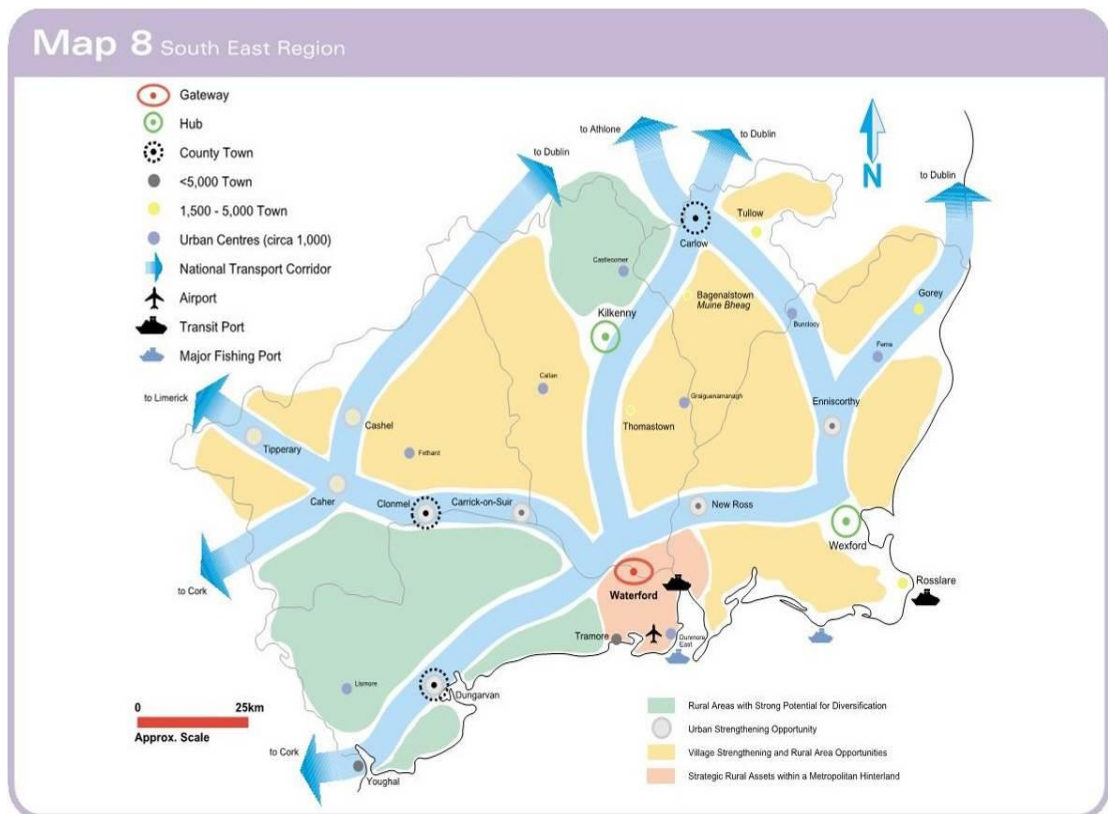 Map 8 South East Region
Gateway
Hub
County Town
<5,000 Town
1,500 - 5,000 Town
Urban Centres (circa 1,000)
National Transport Corridor
Airport
Transit Port
Major Fishing Port
to Athlone
to Dublin
to Dublin
to Dublin
N
Tullow
Carlow
Castlecomer
Bagenalstown
Muine Bheag
Gorey
Kilkenny
Bunclody
Ferns
Callan
to Limerick
Graiguenamanagh
Enniscorthy
Cashel
Thomastown
Tipperary
Fethard
Caher
Clonmel
Carrick-on-Suir
New Ross
Wexford
to Cork
Waterford
Rosslare
Tramore
Dunmore
East
Lismore
Dungarvan
0 25km
Approx. Scale
to Cork
Youghal
Rural Areas with Strong Potential for Diversification
Urban Strengthening Opportunity
Village Strengthening and Rural Area Opportunities
Strategic Rural Assets within a Metropolitan Hinterland